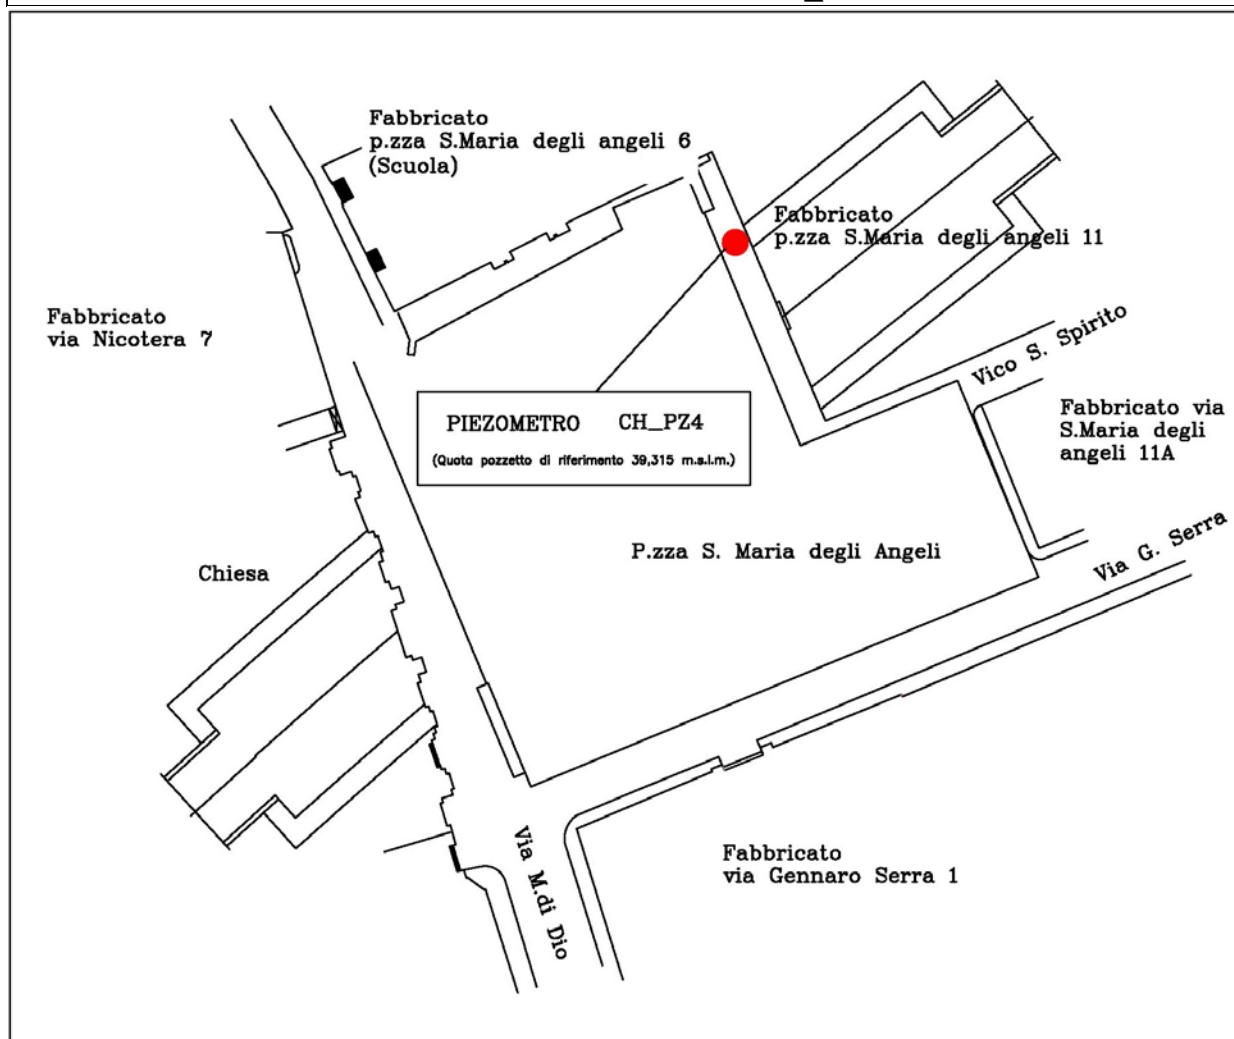 Fabbricato
p.zza S.Maria degli angeli 6
(Scuola)
Fabbricato
p.zza S.Maria degli angeli 11
Fabbricato
via Nicotera 7
Vico S. Spirito
PIEZOMETRO CH_PZ4
(Quota pozzetto di riferimento 39,315 m.s.l.m.)
Fabbricato via
S.Maria degli
angeli 11A
P.zza S. Maria degli Angeli
Via G. Serra
Chiesa
Via M.di Dio
Fabbricato
via Gennaro Serra 1